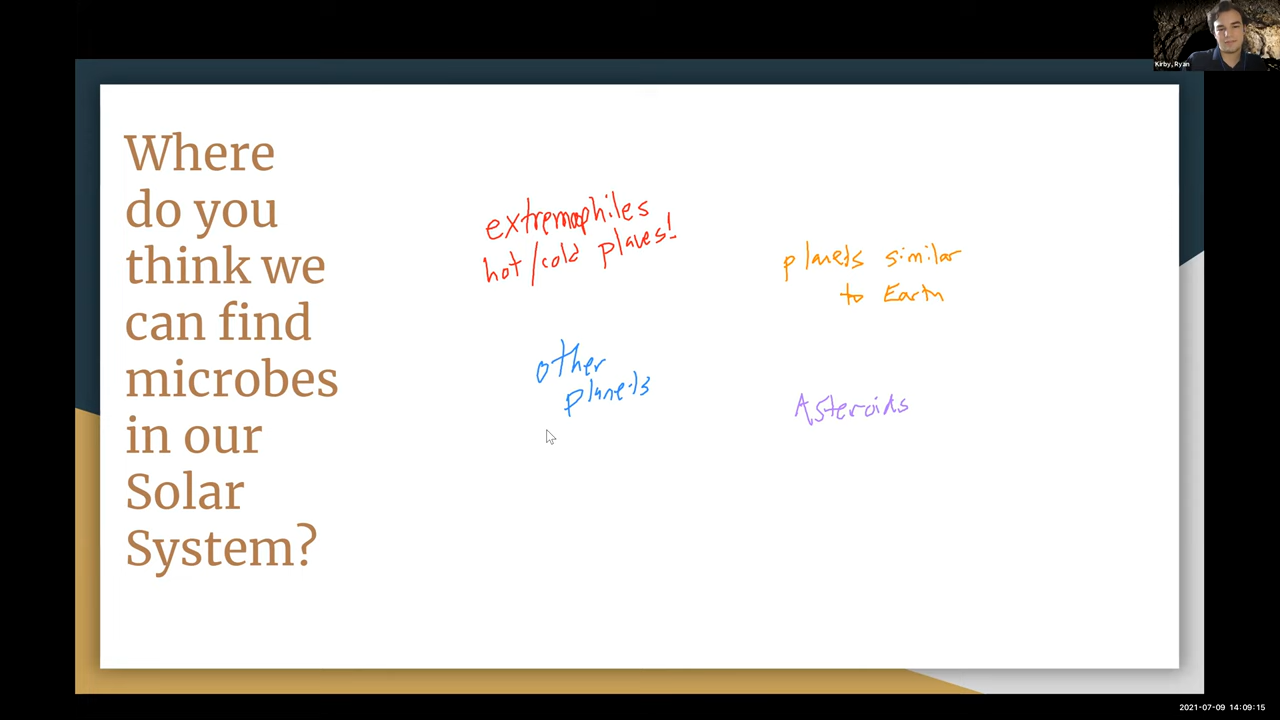 Kirby, Ryan
Where
do you
think we
can find
microbes
in our
Solar
System?
extremophiles
hot/cold places!
planets similar
to Earth
other
planets
Asteroids
2021-07-09 14:09:15